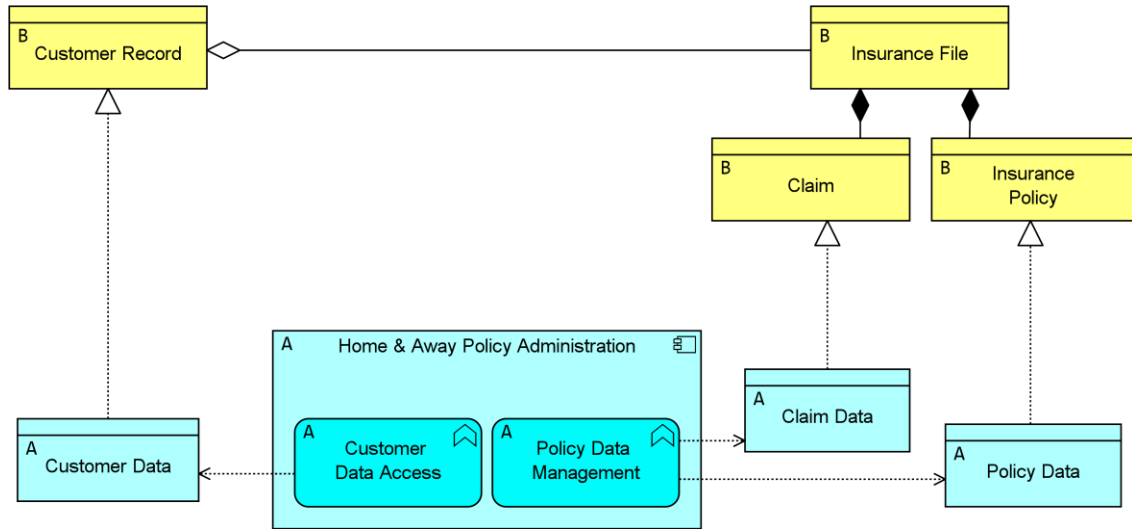 B
Customer Record
B
Insurance File
B
Claim
B
Insurance
Policy
A
Home & Away Policy Administration
A
Customer Data
A
Customer
Data Access
A
Policy Data
Management
A
Claim Data
A
Policy Data